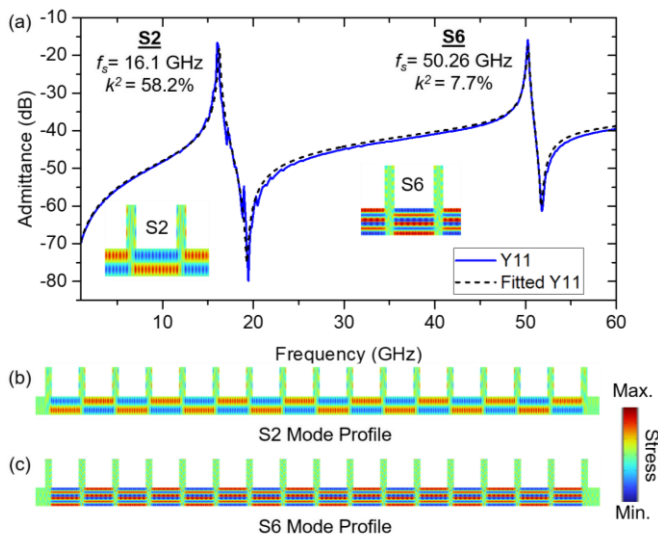 (a)
S2
fs = 16.1 GHz
k² = 58.2%
S6
fs = 50.26 GHz
k² = 7.7%
-10
-20
-30
-40
-50
-60
-70
-80
Admittance (dB)
S2
S6
Y11
Fitted Y11
10
20
30
40
50
60
Frequency (GHz)
(b)
S2 Mode Profile
(c)
S6 Mode Profile
Max.
Stress
Min.